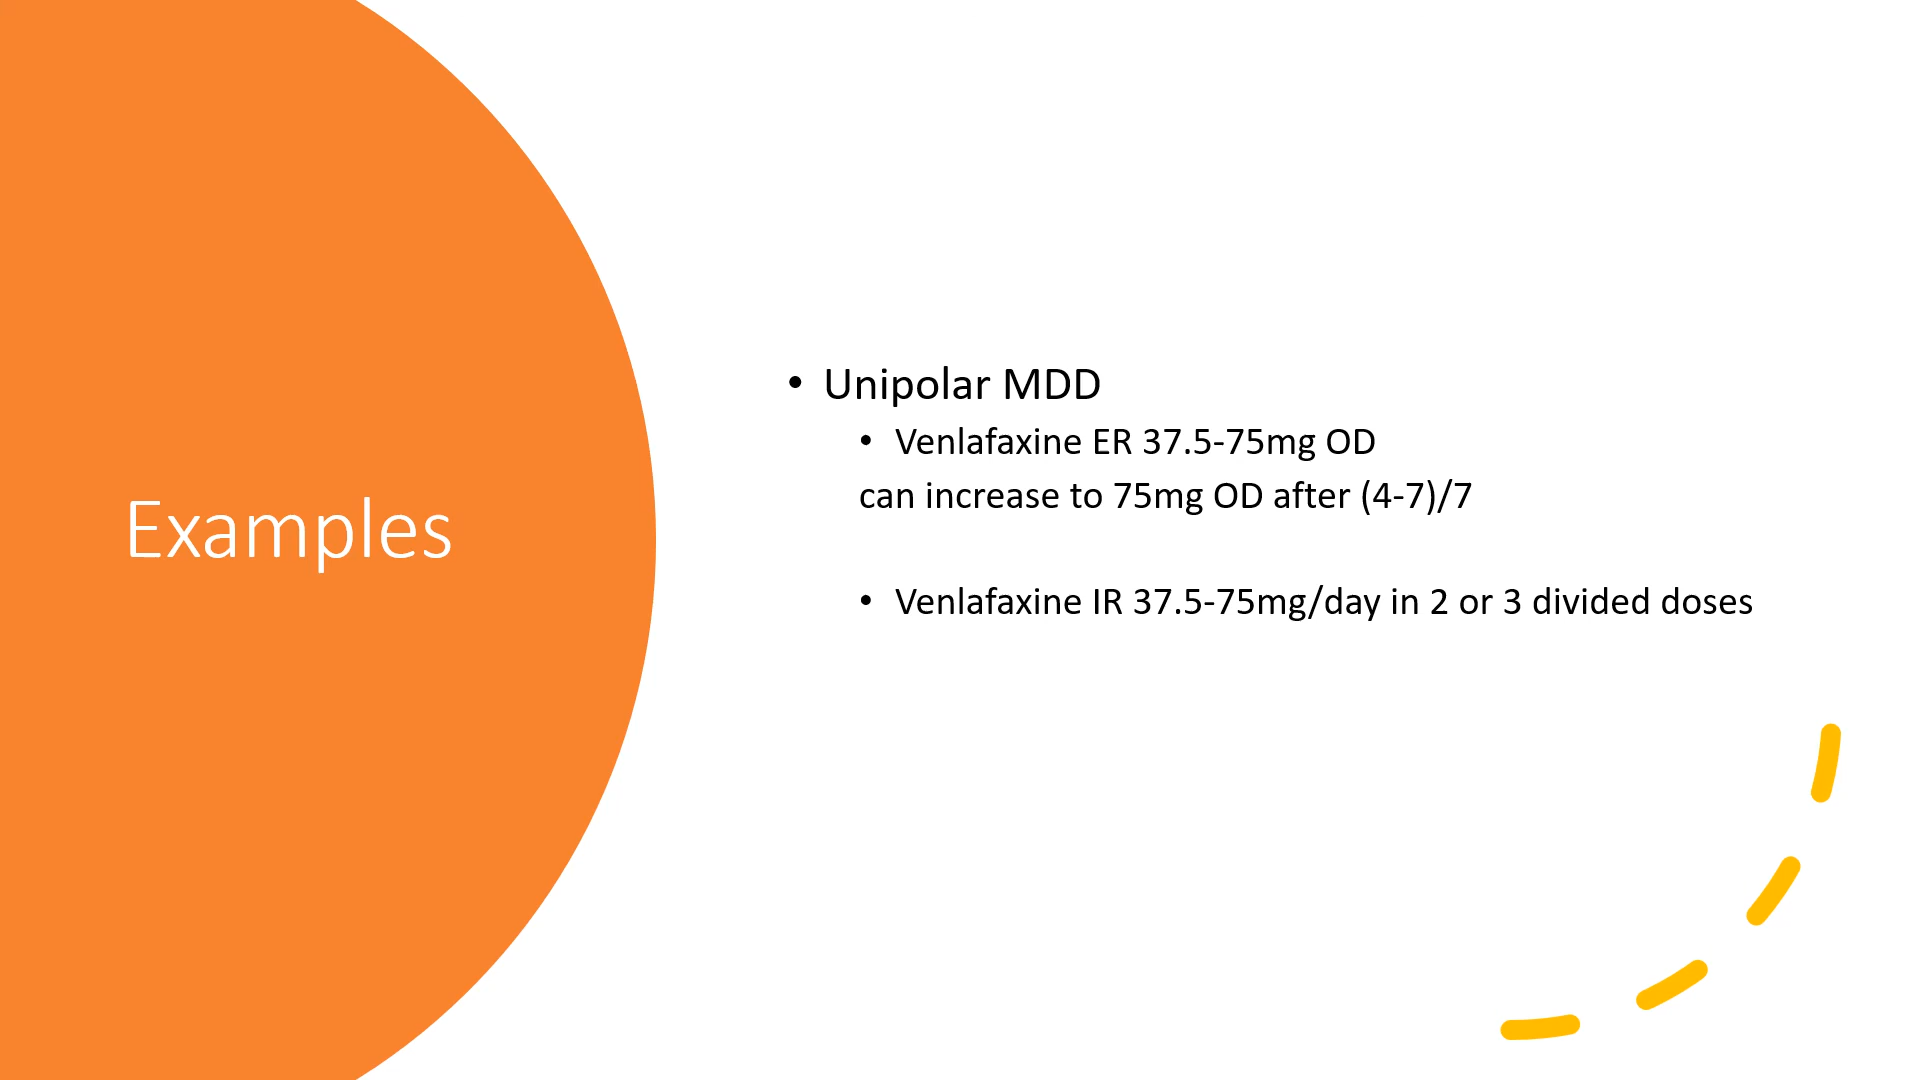 Examples
• Unipolar MDD
• Venlafaxine ER 37.5-75mg OD
can increase to 75mg OD after (4-7)/7
• Venlafaxine IR 37.5-75mg/day in 2 or 3 divided doses